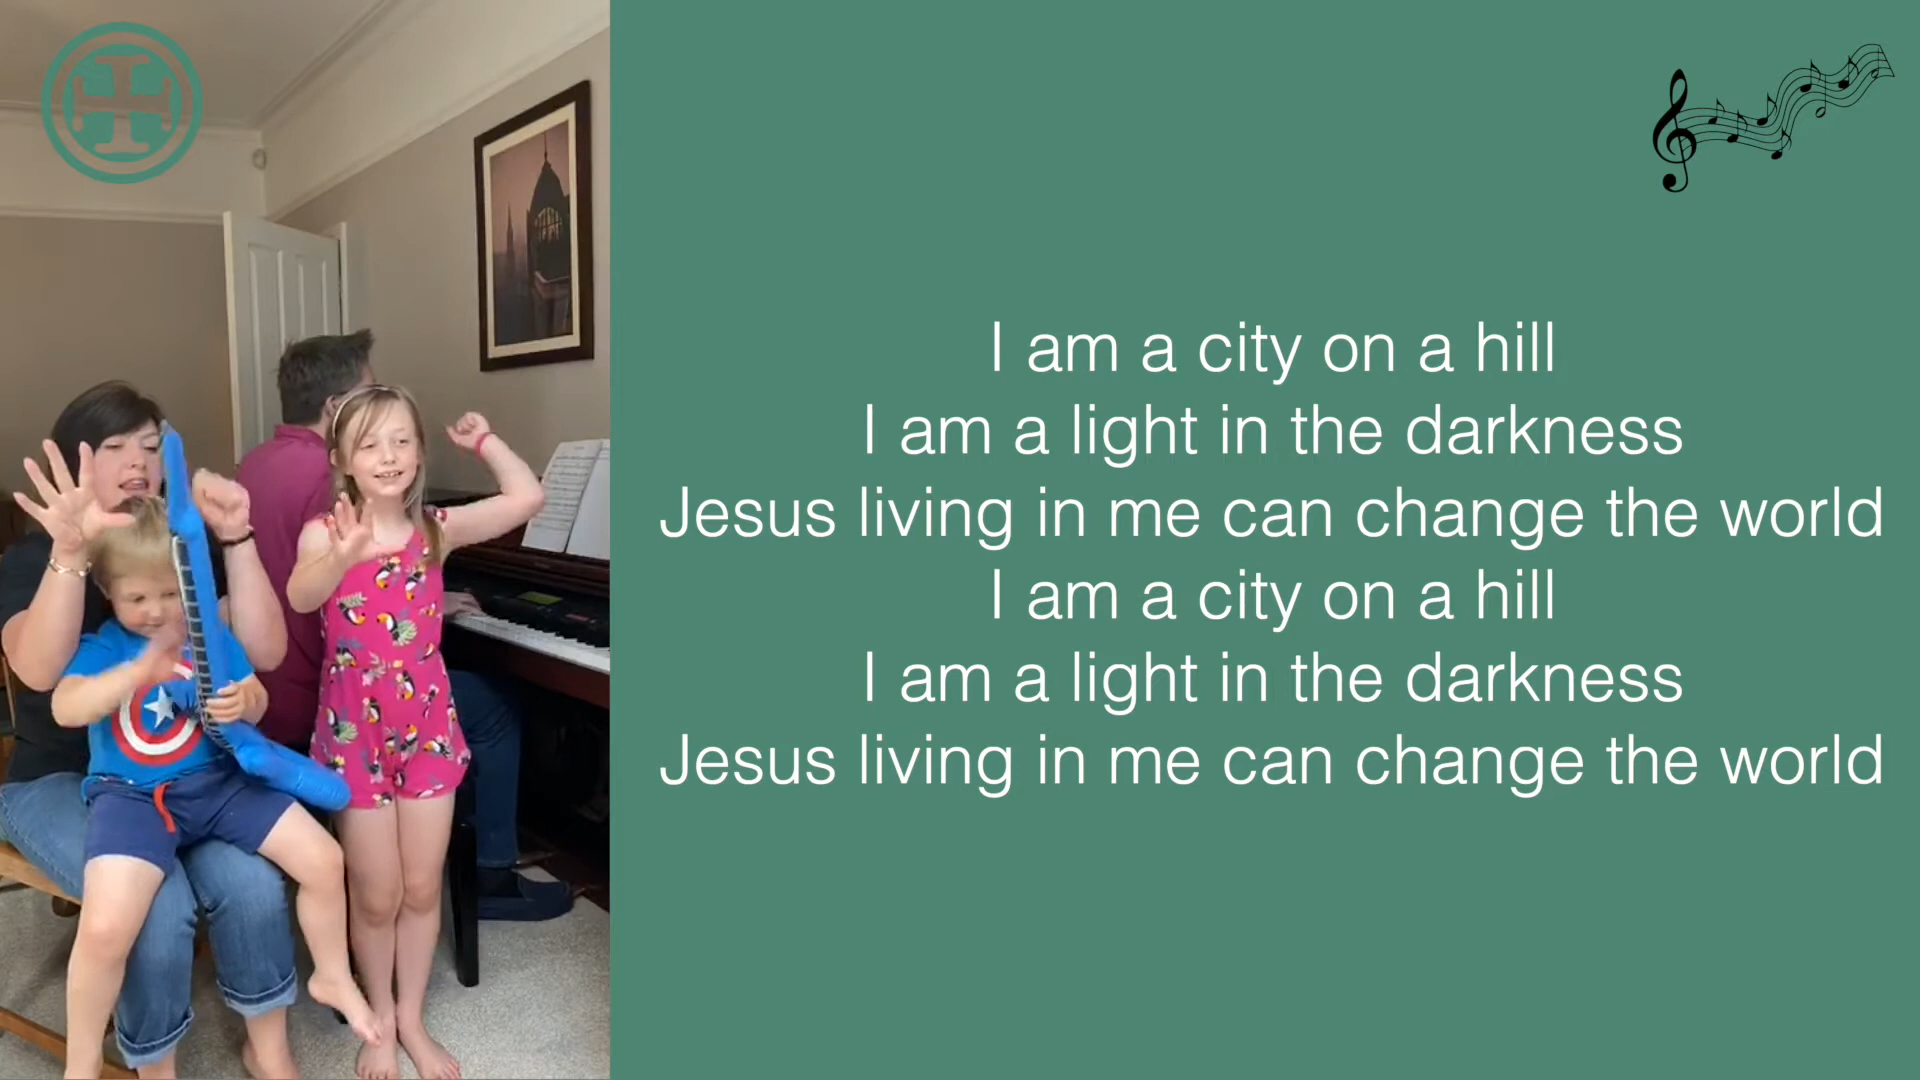 I am a city on a hill
I am a light in the darkness
Jesus living in me can change the world
I am a city on a hill
I am a light in the darkness
Jesus living in me can change the world